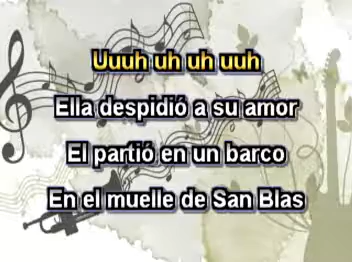 Uuuh uh uh uuh
Ella despidió a su amor
El partió en un barco
En el muelle de San Blas